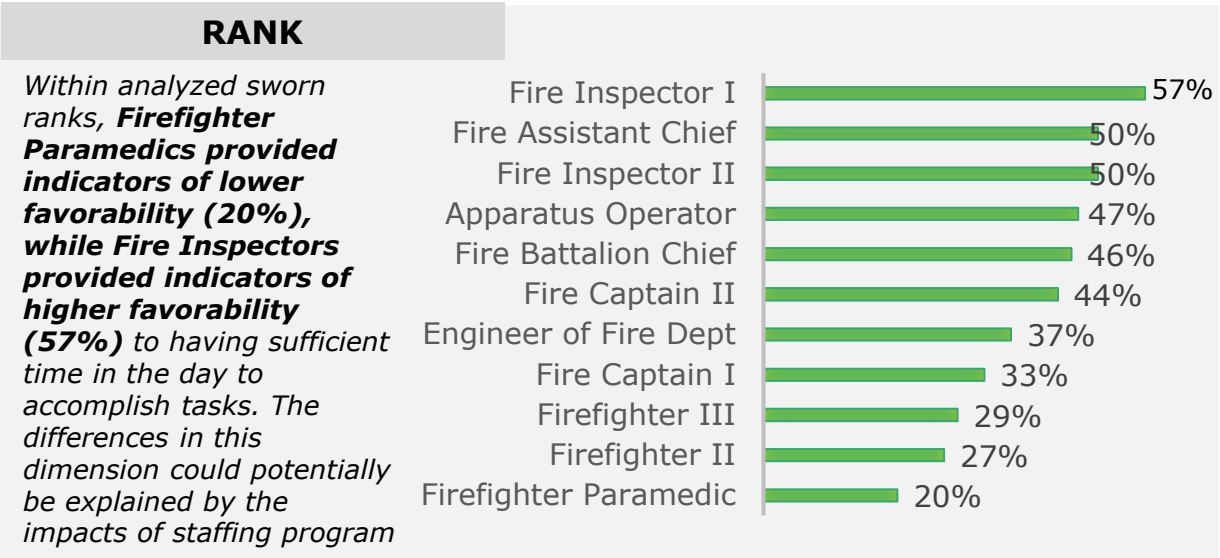 RANK
Within analyzed sworn
ranks, Firefighter
Paramedics provided
indicators of lower
favorability (20%),
while Fire Inspectors
provided indicators of
higher favorability
(57%) to having sufficient
time in the day to
accomplish tasks. The
differences in this
dimension could potentially
be explained by the
impacts of staffing program
Fire Inspector I 57%
Fire Assistant Chief 50%
Fire Inspector II 50%
Apparatus Operator 47%
Fire Battalion Chief 46%
Fire Captain II 44%
Engineer of Fire Dept 37%
Fire Captain I 33%
Firefighter III 29%
Firefighter II 27%
Firefighter Paramedic 20%